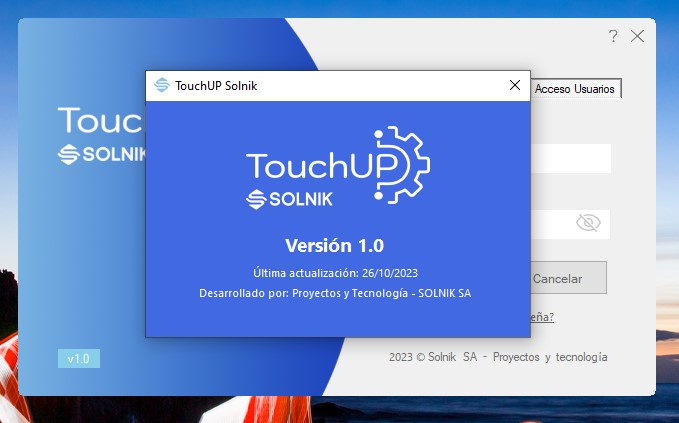 ?
TouchUP Solnik
Acceso Usuarios
Touc
SOLNIK
TouchUP
SOLNIK
Versión 1.0
Última actualización: 26/10/2023
Desarrollado por: Proyectos y Tecnología - SOLNIK SA
Cancelar
eña?
v1.0
2023 © Solnik SA - Proyectos y tecnología